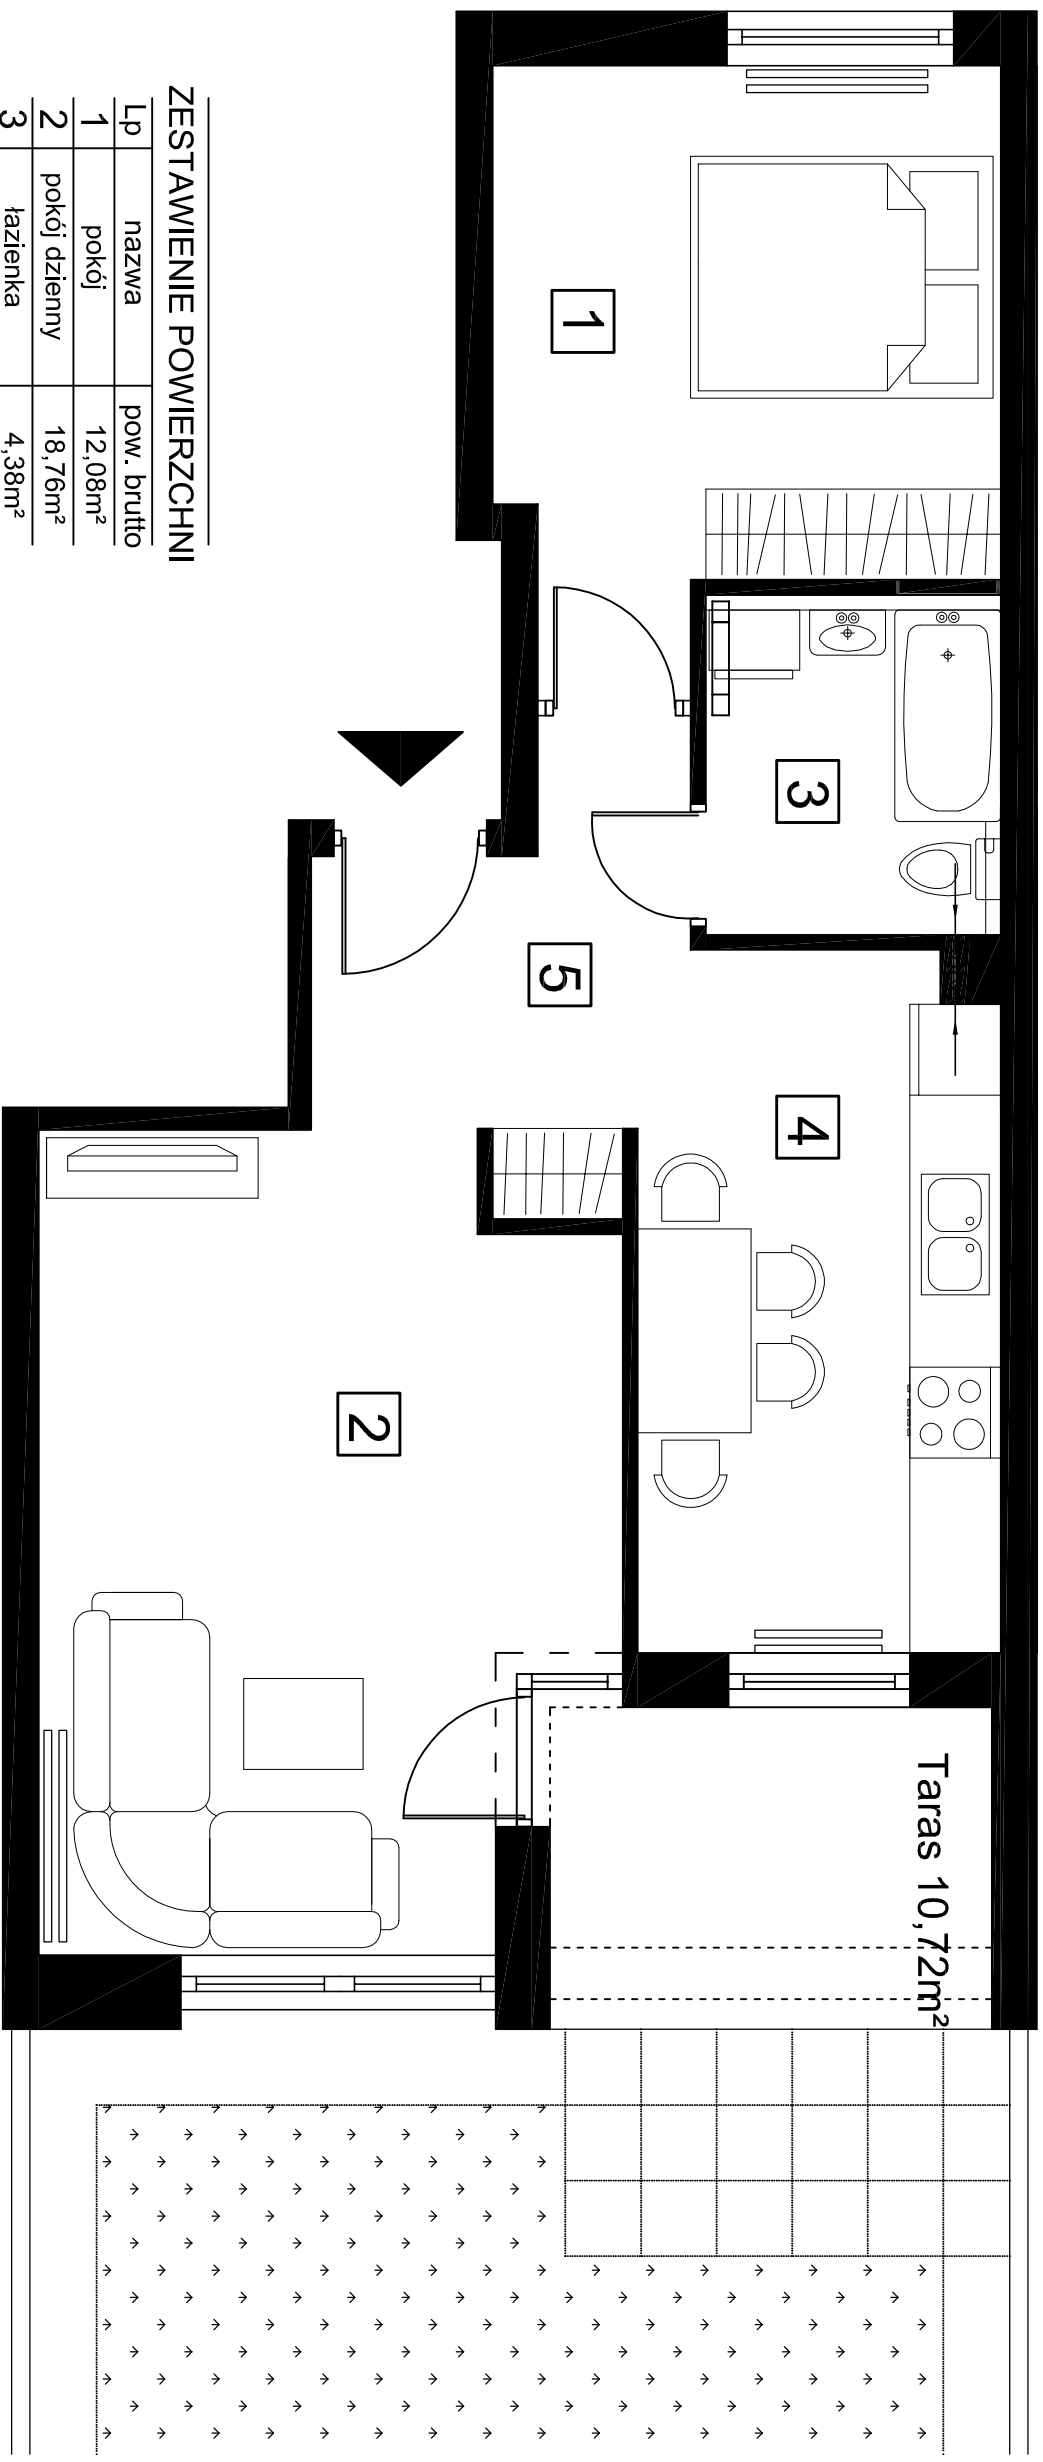 ZESTAWIENIE POWIERZCHNI
Lp nazwa pow. brutto
1 pokój 12,08m²
2 pokój dzienny 18,76m²
3 łazienka 4,38m²
1
3
5
4
2
Taras 10,72m²